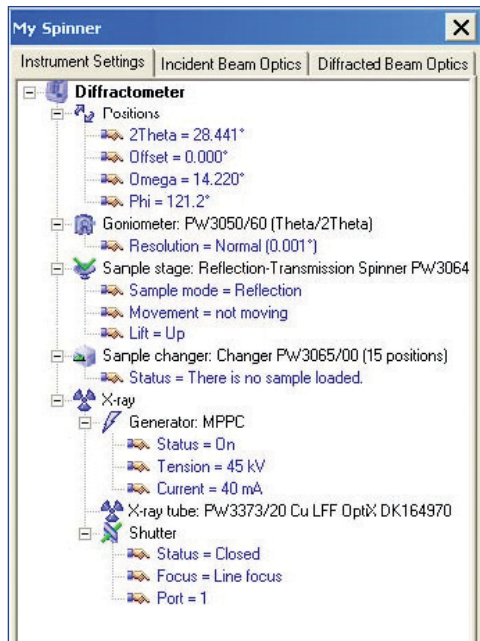 My Spinner
Instrument Settings Incident Beam Optics Diffracted Beam Optics
Diffractometer
Positions
2Theta = 28.441°
Offset = 0.000°
Omega = 14.220°
Phi = 121.2°
Goniometer: PW3050/60 (Theta/2Theta)
Resolution = Normal (0.001°)
Sample stage: Reflection-Transmission Spinner PW3064
Sample mode = Reflection
Movement = not moving
Lift = Up
Sample changer: Changer PW3065/00 (15 positions)
Status = There is no sample loaded.
X-ray
Generator: MPPC
Status = On
Tension = 45 kV
Current = 40 mA
X-ray tube: PW3373/20 Cu LFF OptiX DK164970
Shutter
Status = Closed
Focus = Line focus
Port = 1